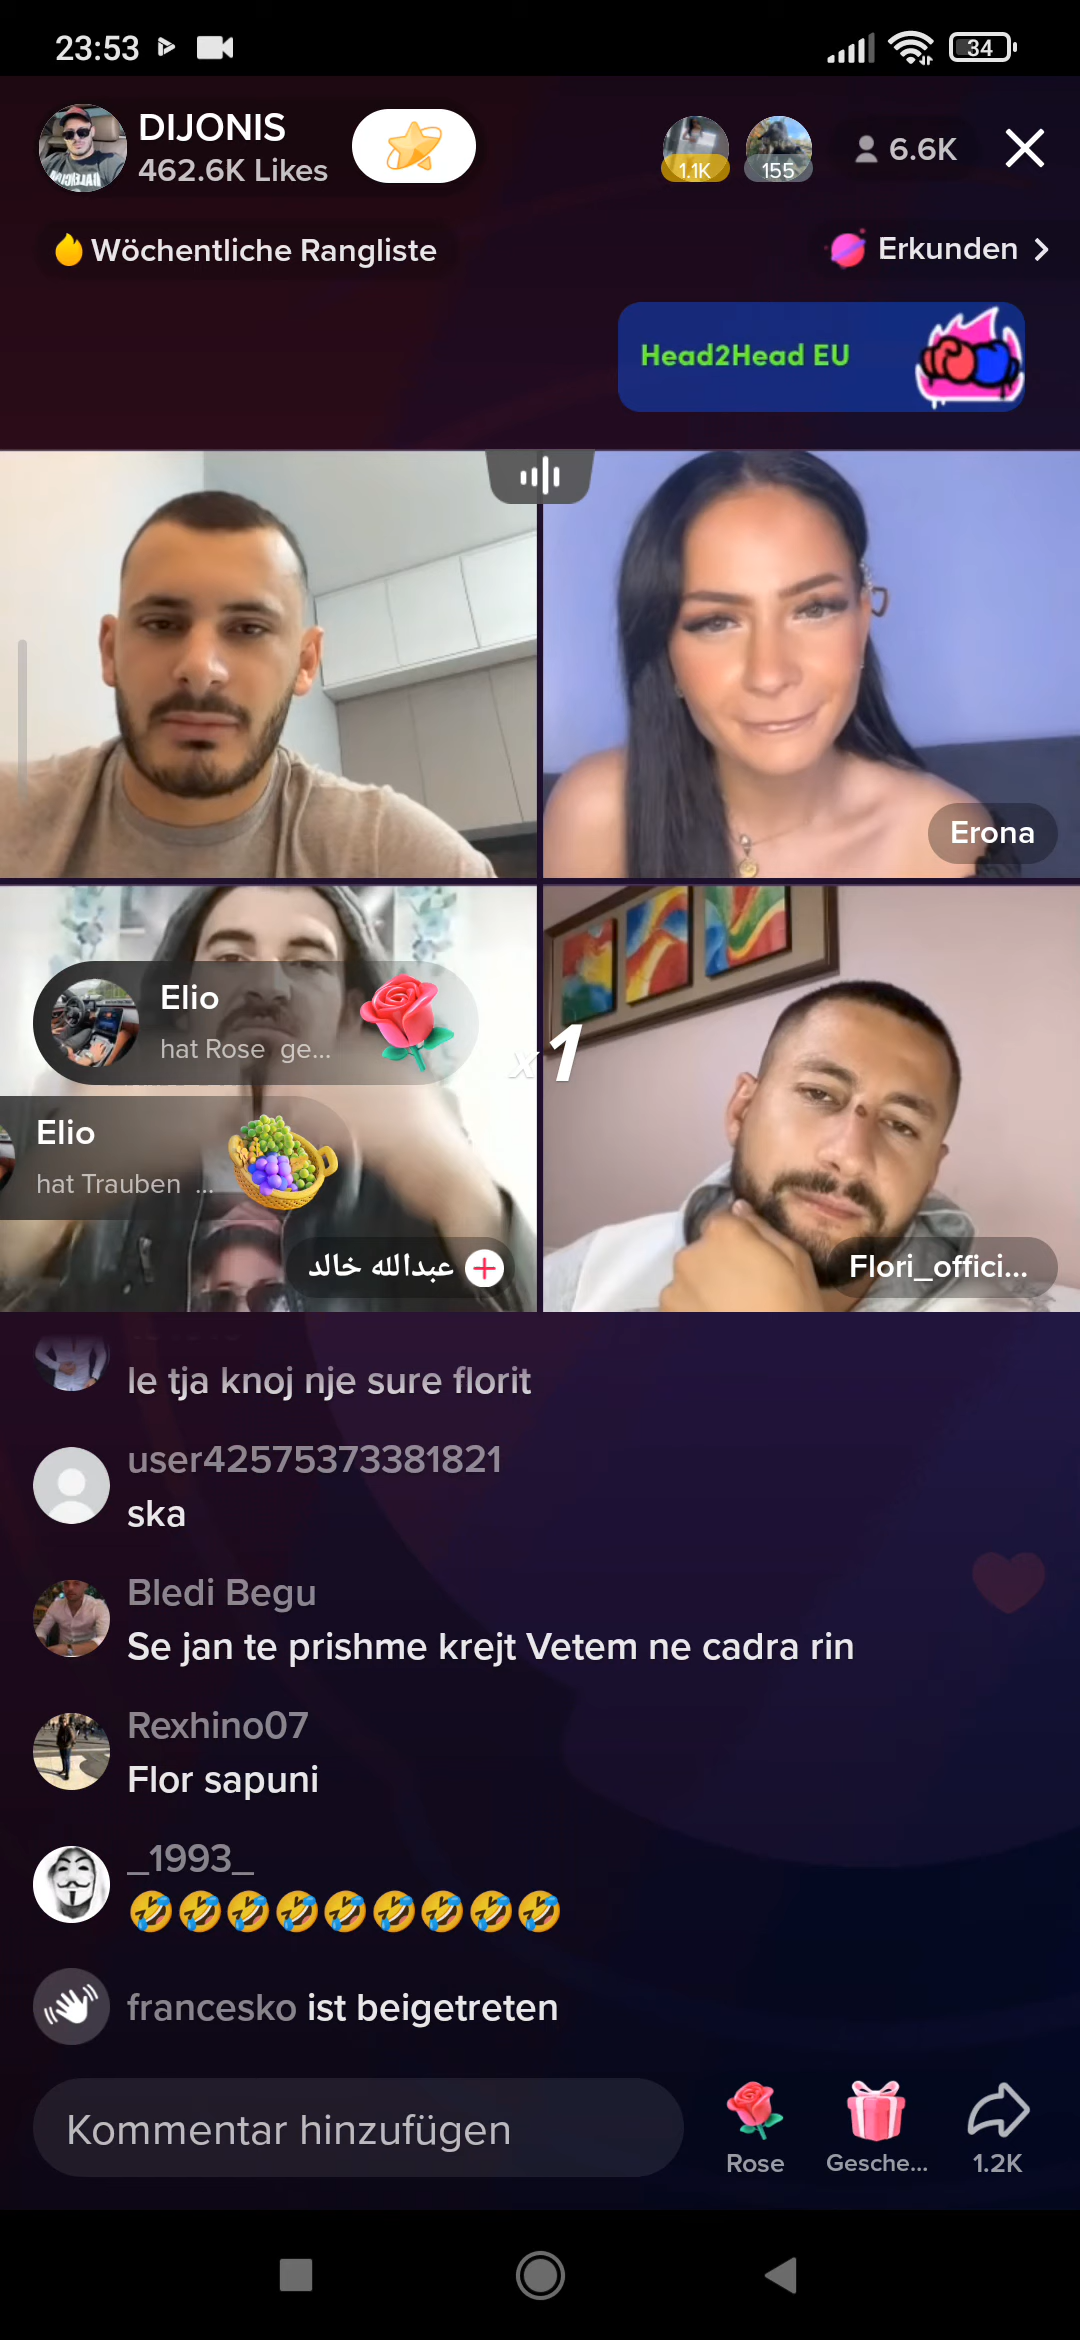 23:53
34
DIJONIS
462.6K Likes
1.1K
155
6.6K
Wöchentliche Rangliste
Erkunden
Head2Head EU
Erona
Elio
hat Rose ge...
x1
Elio
hat Trauben ...
عبدالله خالد
Flori_offici...
le tja knoj nje sure florit
user42575373381821
ska
Bledi Begu
Se jan te prishme krejt Vetem ne cadra rin
Rexhino07
Flor sapuni
_1993_
🤣🤣🤣🤣🤣🤣🤣🤣🤣
francesko ist beigetreten
Kommentar hinzufügen
Rose
Gesche...
1.2K